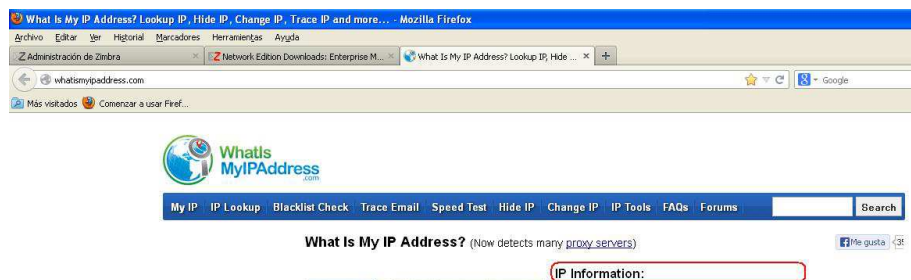 What Is My IP Address? Lookup IP, Hide IP, Change IP, Trace IP and more... - Mozilla Firefox
Archivo Editar Ver Historial Marcadores Herramientas Ayuda
Administración de Zimbra Network Edition Downloads: Enterprise M... What Is My IP Address? Lookup IP, Hide ... +
whatismyipaddress.com Google
Más visitados Comenzar a usar Firef...
WhatIs
MyIPAddress
.com
My IP IP Lookup Blacklist Check Trace Email Speed Test Hide IP Change IP IP Tools FAQs Forums Search
What Is My IP Address? (Now detects many proxy servers) Me gusta
IP Information: